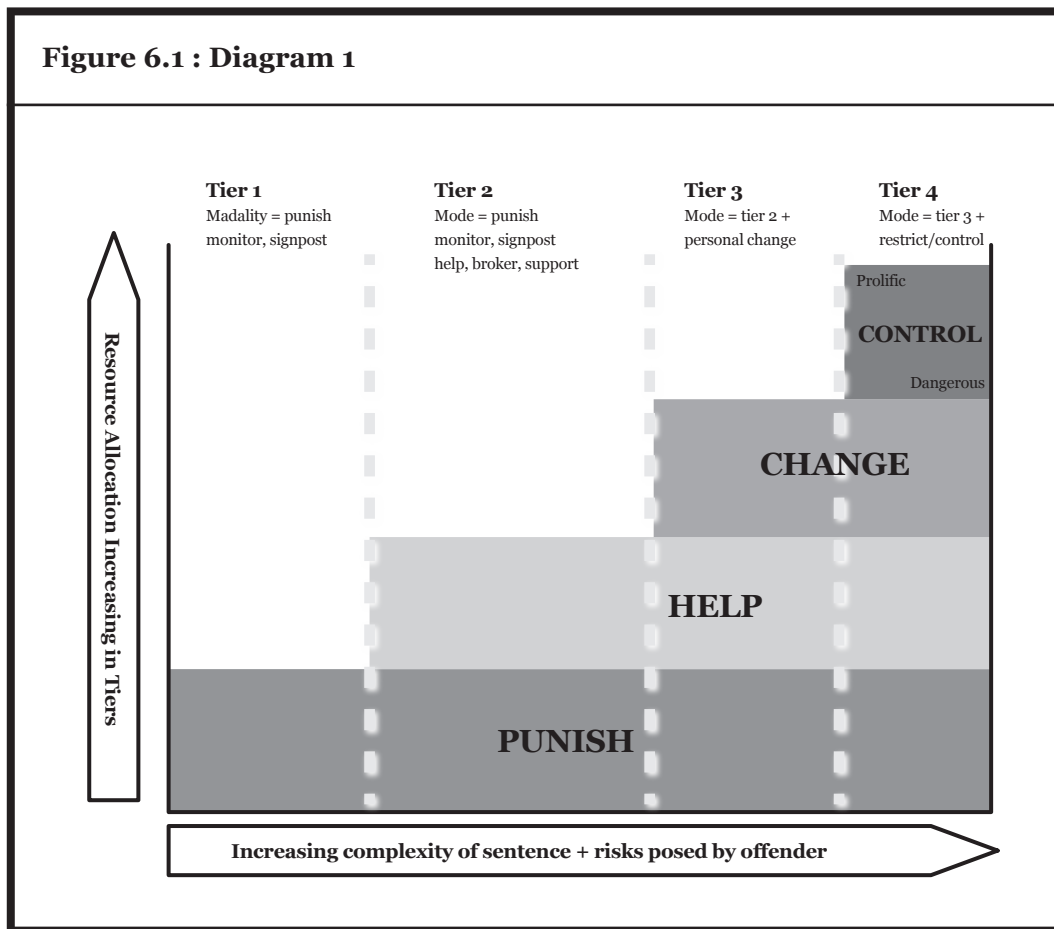 Figure 6.1 : Diagram 1
Tier 1
Madality = punish
monitor, signpost
Tier 2
Mode = punish
monitor, signpost
help, broker, support
Tier 3
Mode = tier 2 +
personal change
Tier 4
Mode = tier 3 +
restrict/control
Resource Allocation Increasing in Tiers
Prolific
CONTROL
Dangerous
CHANGE
HELP
PUNISH
Increasing complexity of sentence + risks posed by offender